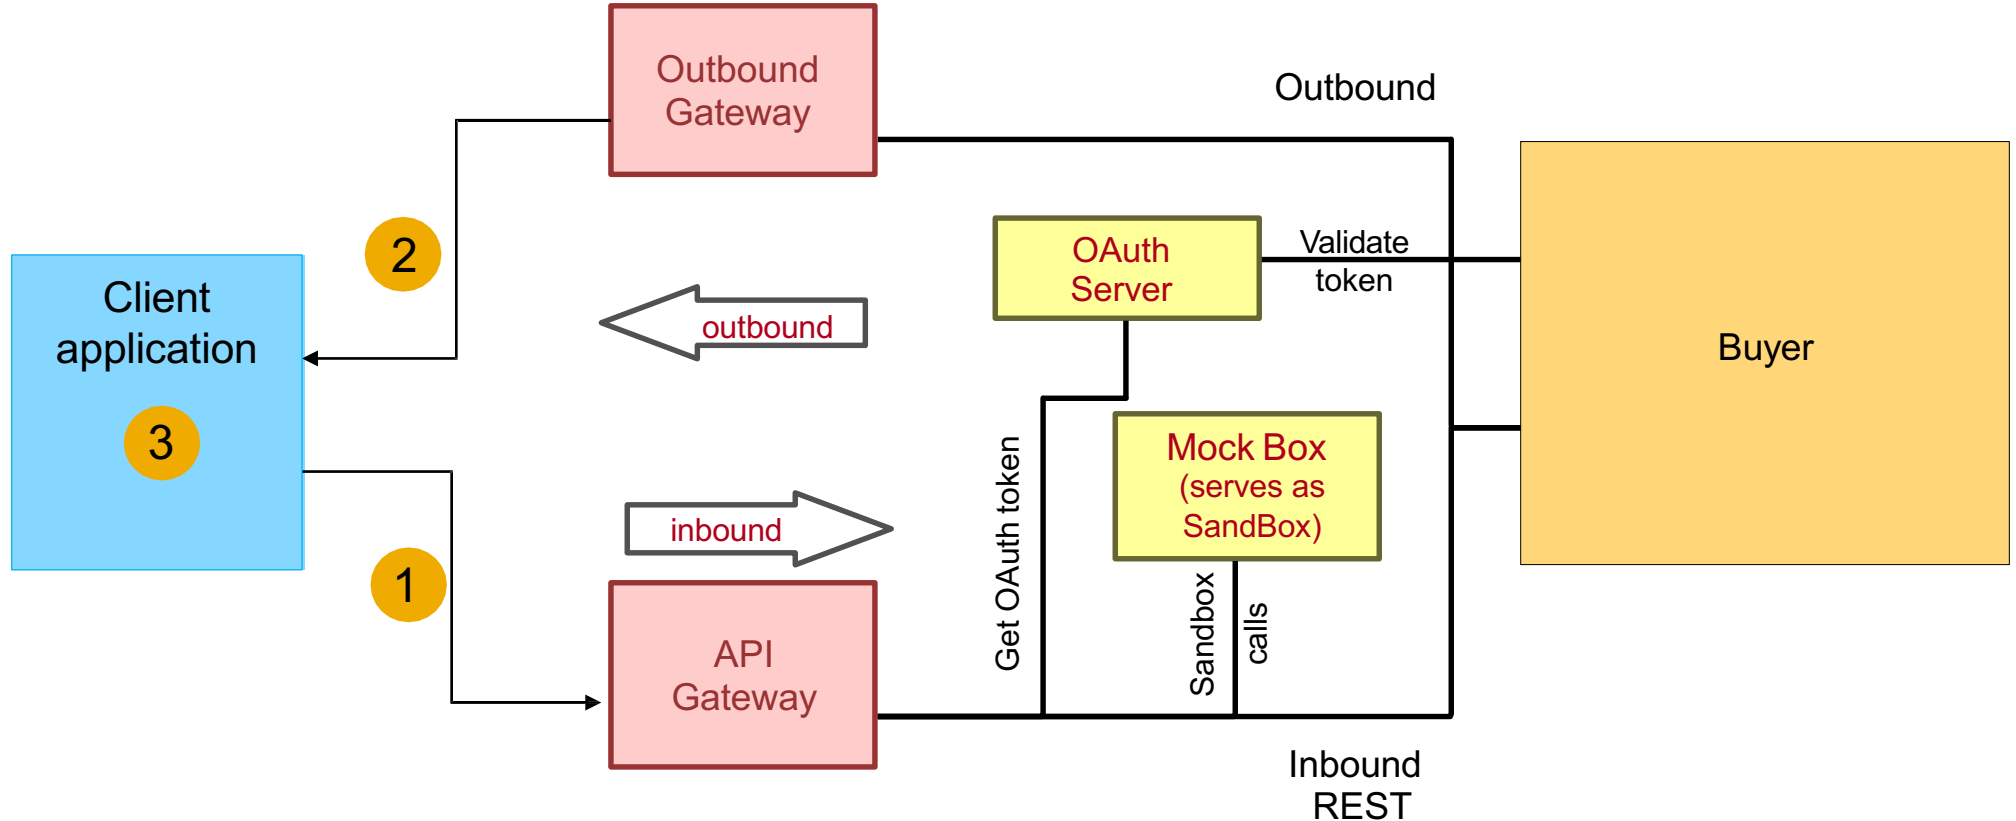 Outbound
Gateway
Outbound
2
OAuth
Server
Validate
token
Client
application
outbound
Buyer
3
Mock Box
(serves as
SandBox)
inbound
Get OAuth token
1
Sandbox
calls
API
Gateway
Inbound
REST